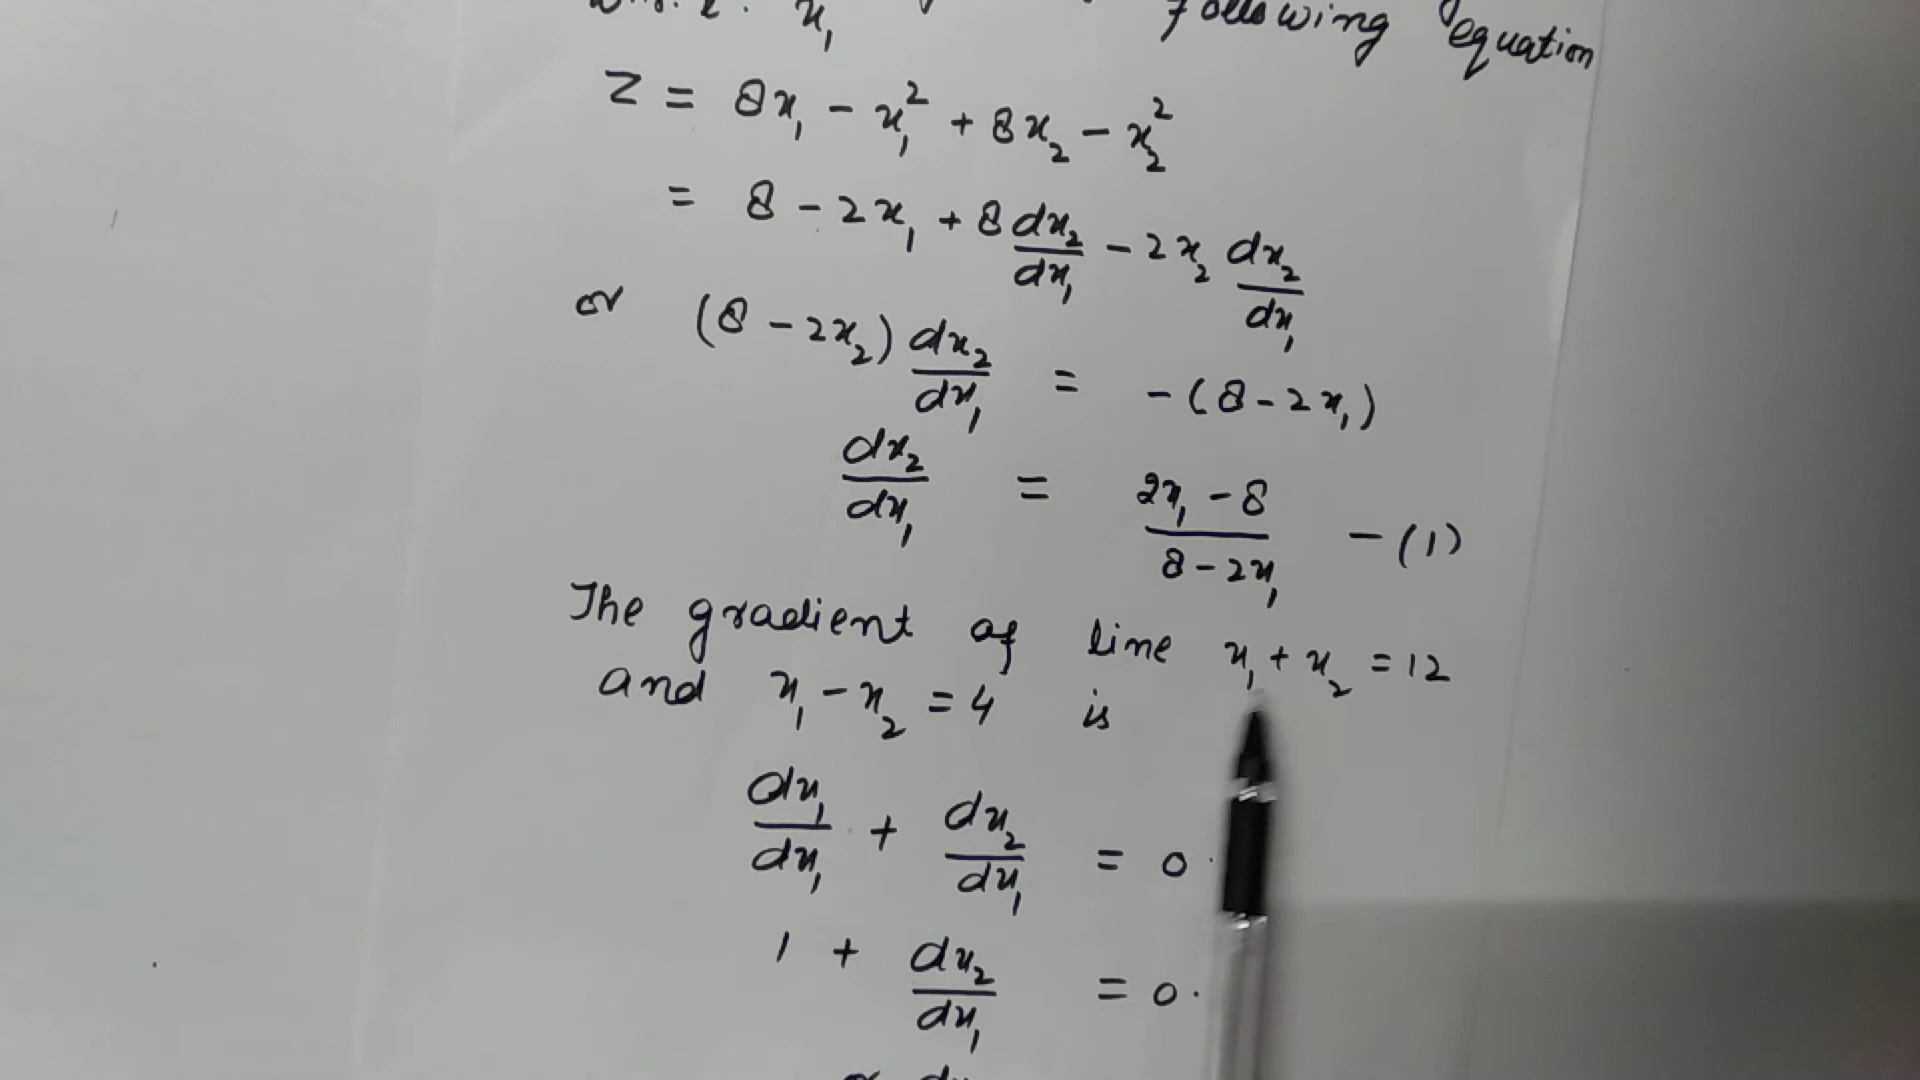 x₁ following equation
Z = 8x₁ - x₁² + 8x₂ - x₂²
= 8 - 2x₁ + 8 dx₂/dx₁ - 2x₂ dx₂/dx₁
or (8 - 2x₂) dx₂/dx₁ = -(8 - 2x₁)
dx₂/dx₁ = (2x₁ - 8)/(8 - 2x₁) - (1)
The gradient of line x₁ + x₂ = 12
and x₁ - x₂ = 4 is
dx₁/dx₁ + dx₂/dx₁ = 0.
1 + dx₂/dx₁ = 0.